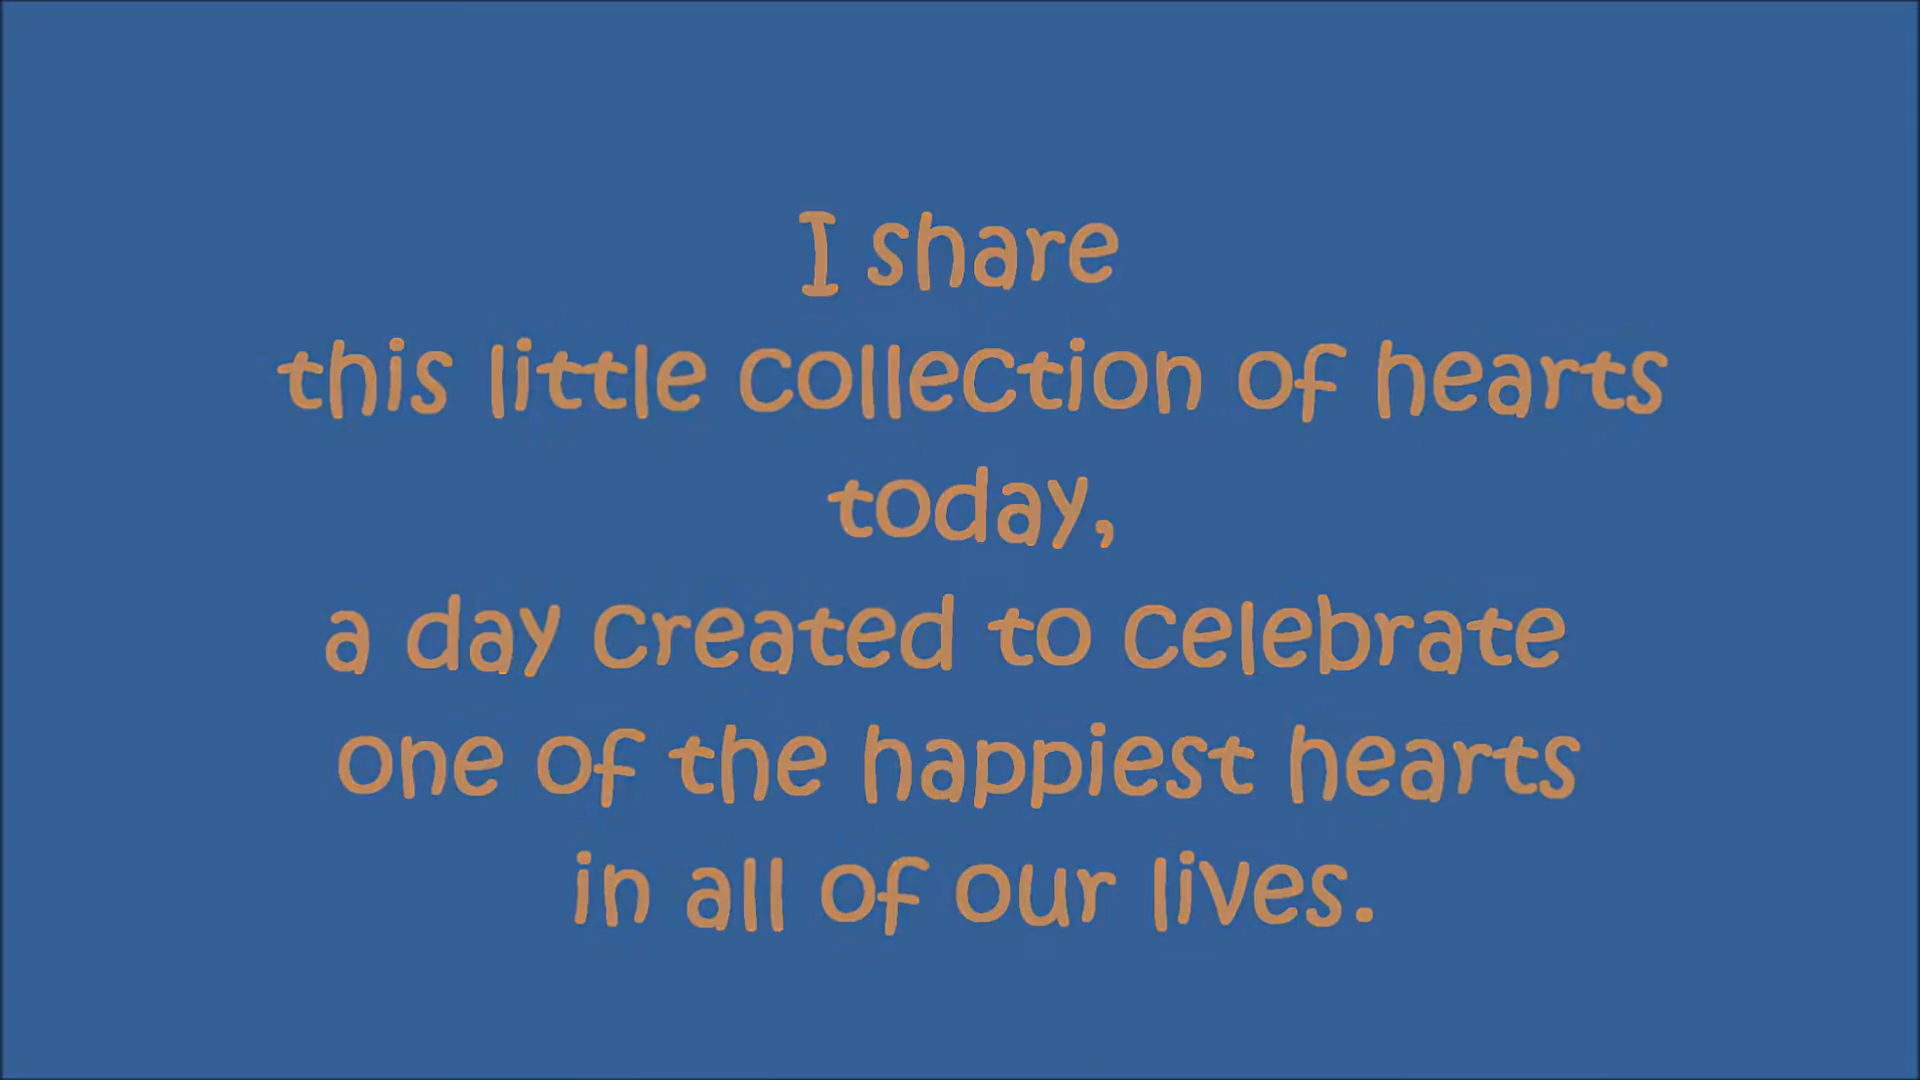 I share
this little collection of hearts
today,
a day created to celebrate
one of the happiest hearts
in all of our lives.